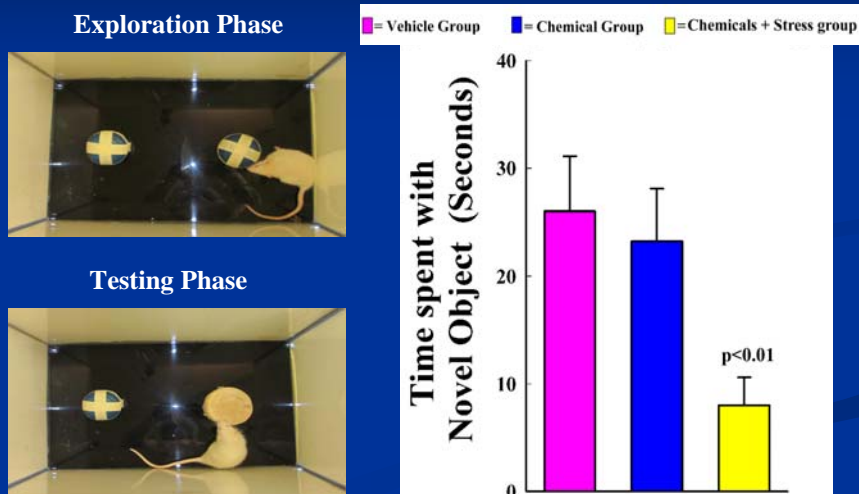 Exploration Phase
= Vehicle Group = Chemical Group =Chemicals + Stress group
Testing Phase
Time spent with
Novel Object (Seconds)
40
30
20
10
0
p<0.01